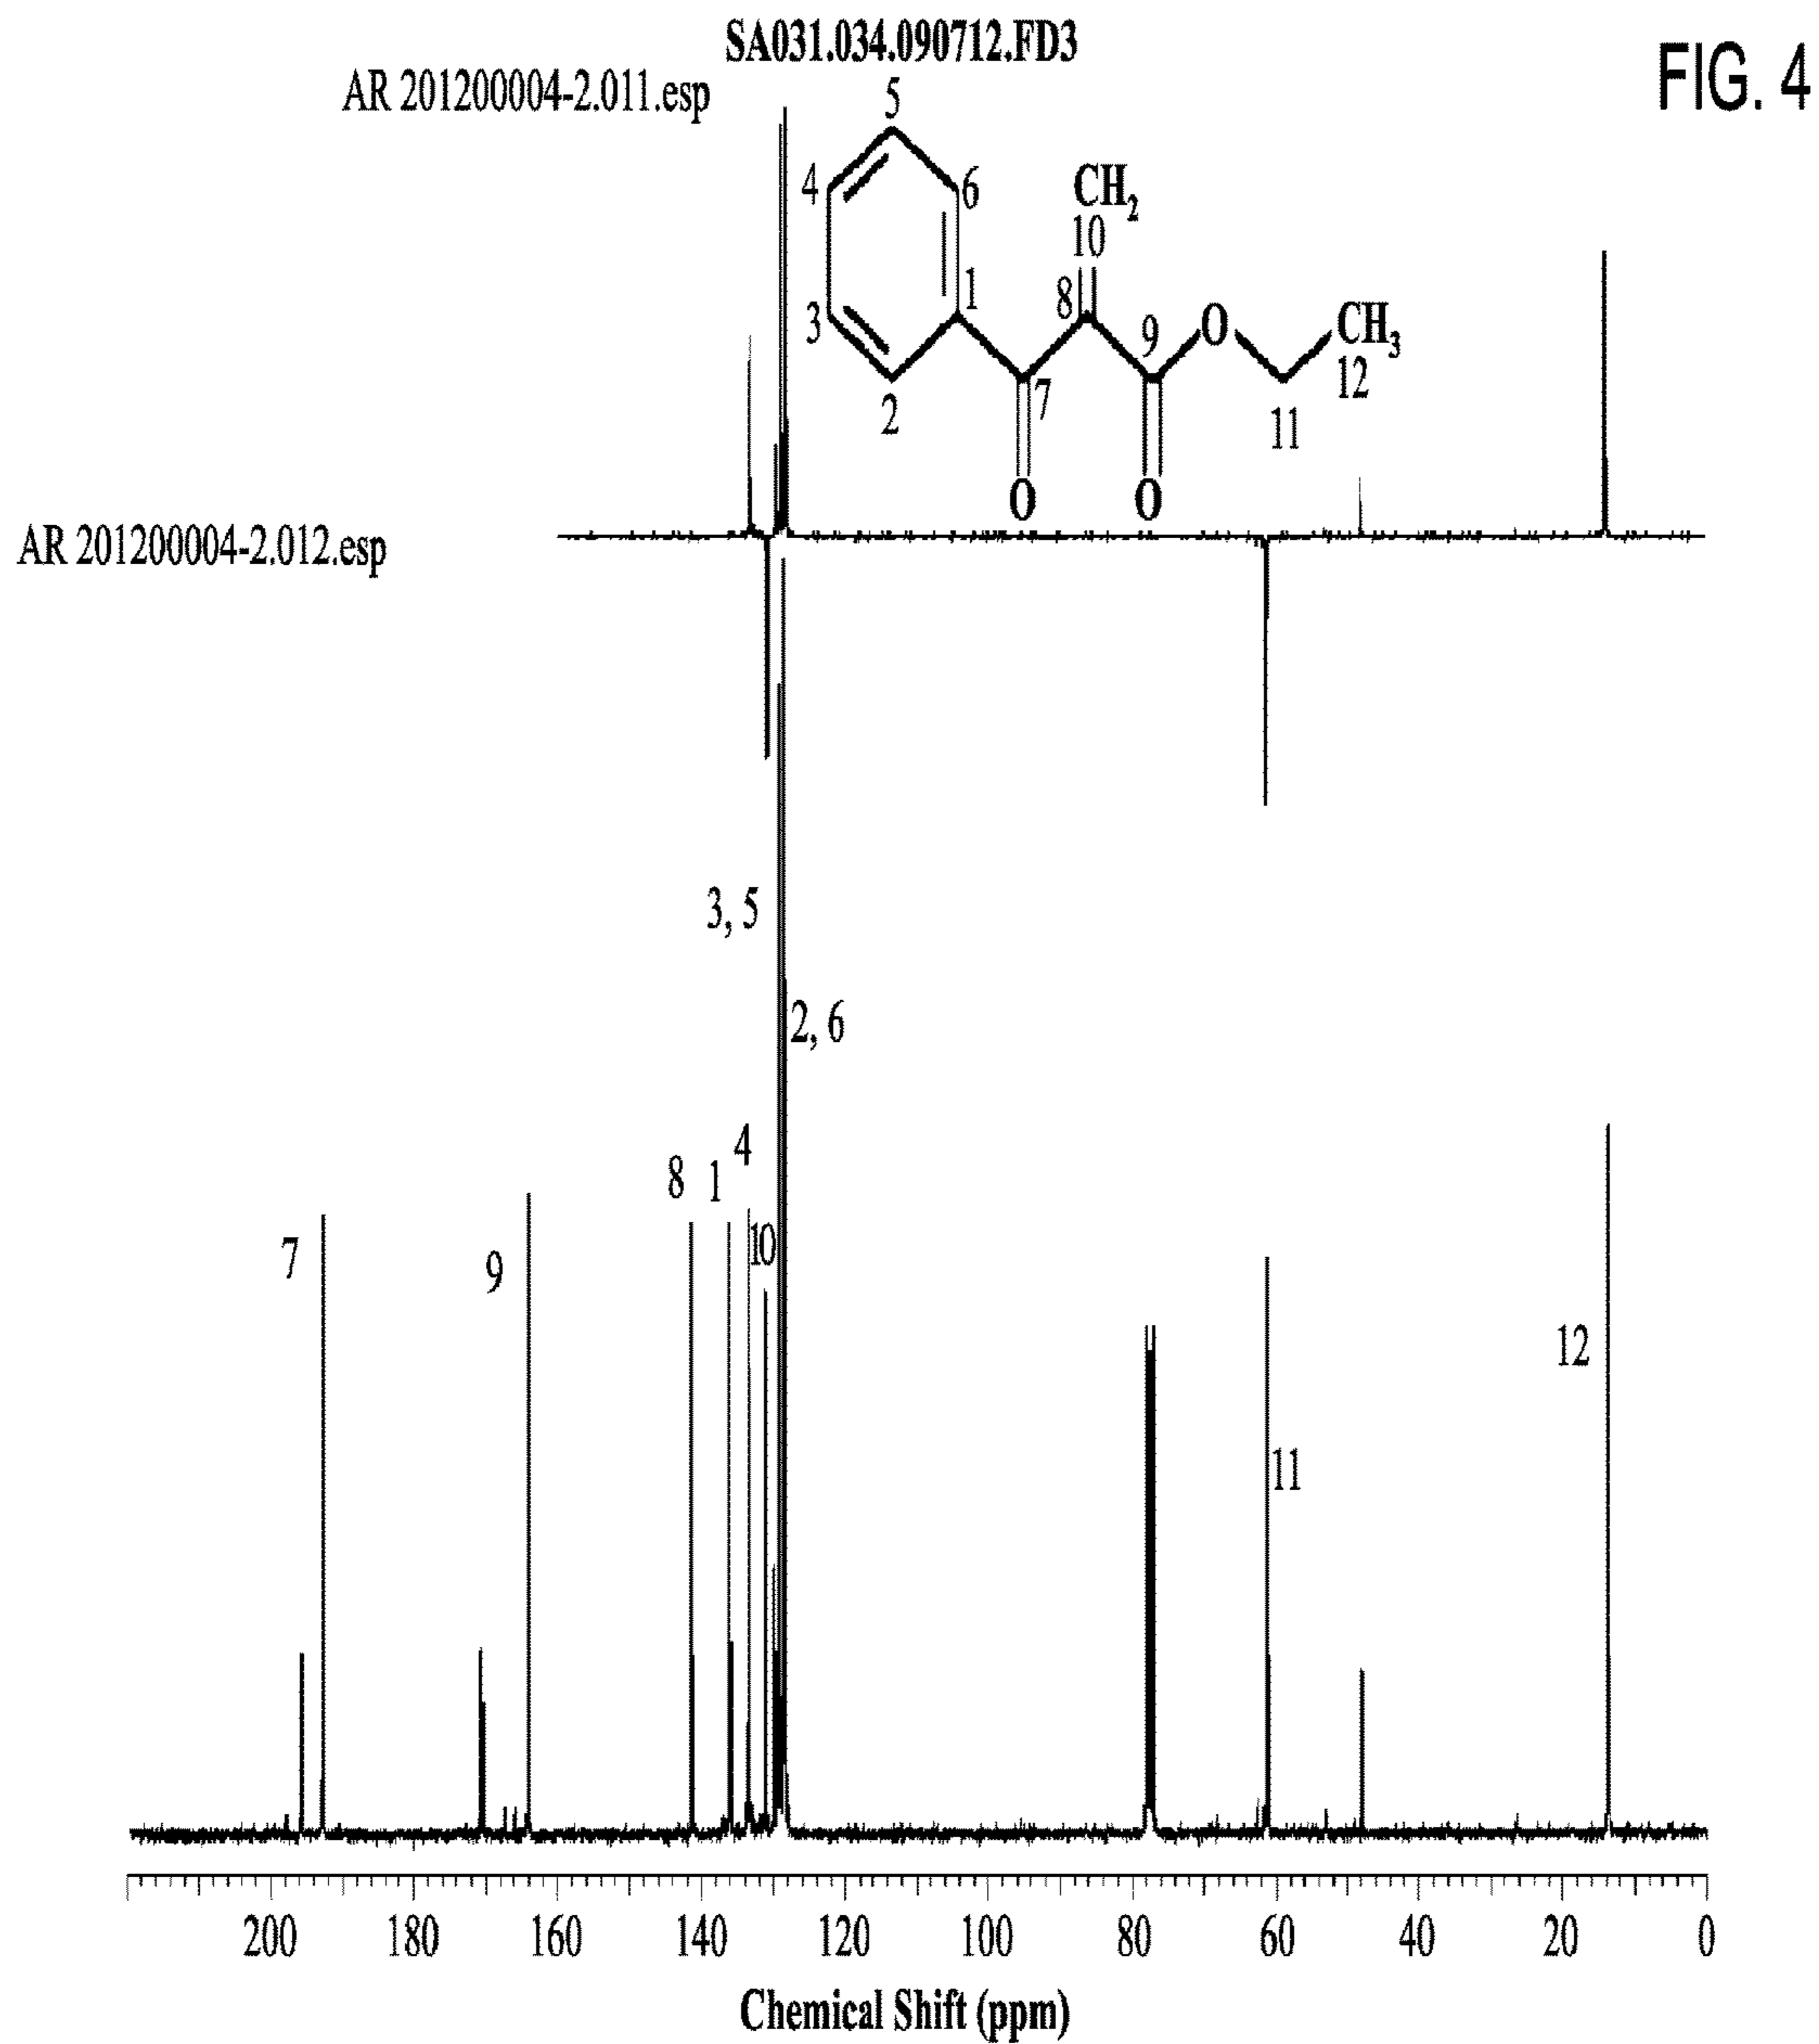 SA031.034.090712.FD3
FIG. 4
AR 201200004-2.011.esp
5
4
6
CH2
10
3
1
8
9
O
CH3
12
2
7
11
O
O
AR 201200004-2.012.esp
3, 5
2, 6
4
8
1
10
7
9
12
11
200 180 160 140 120 100 80 60 40 20 0
Chemical Shift (ppm)